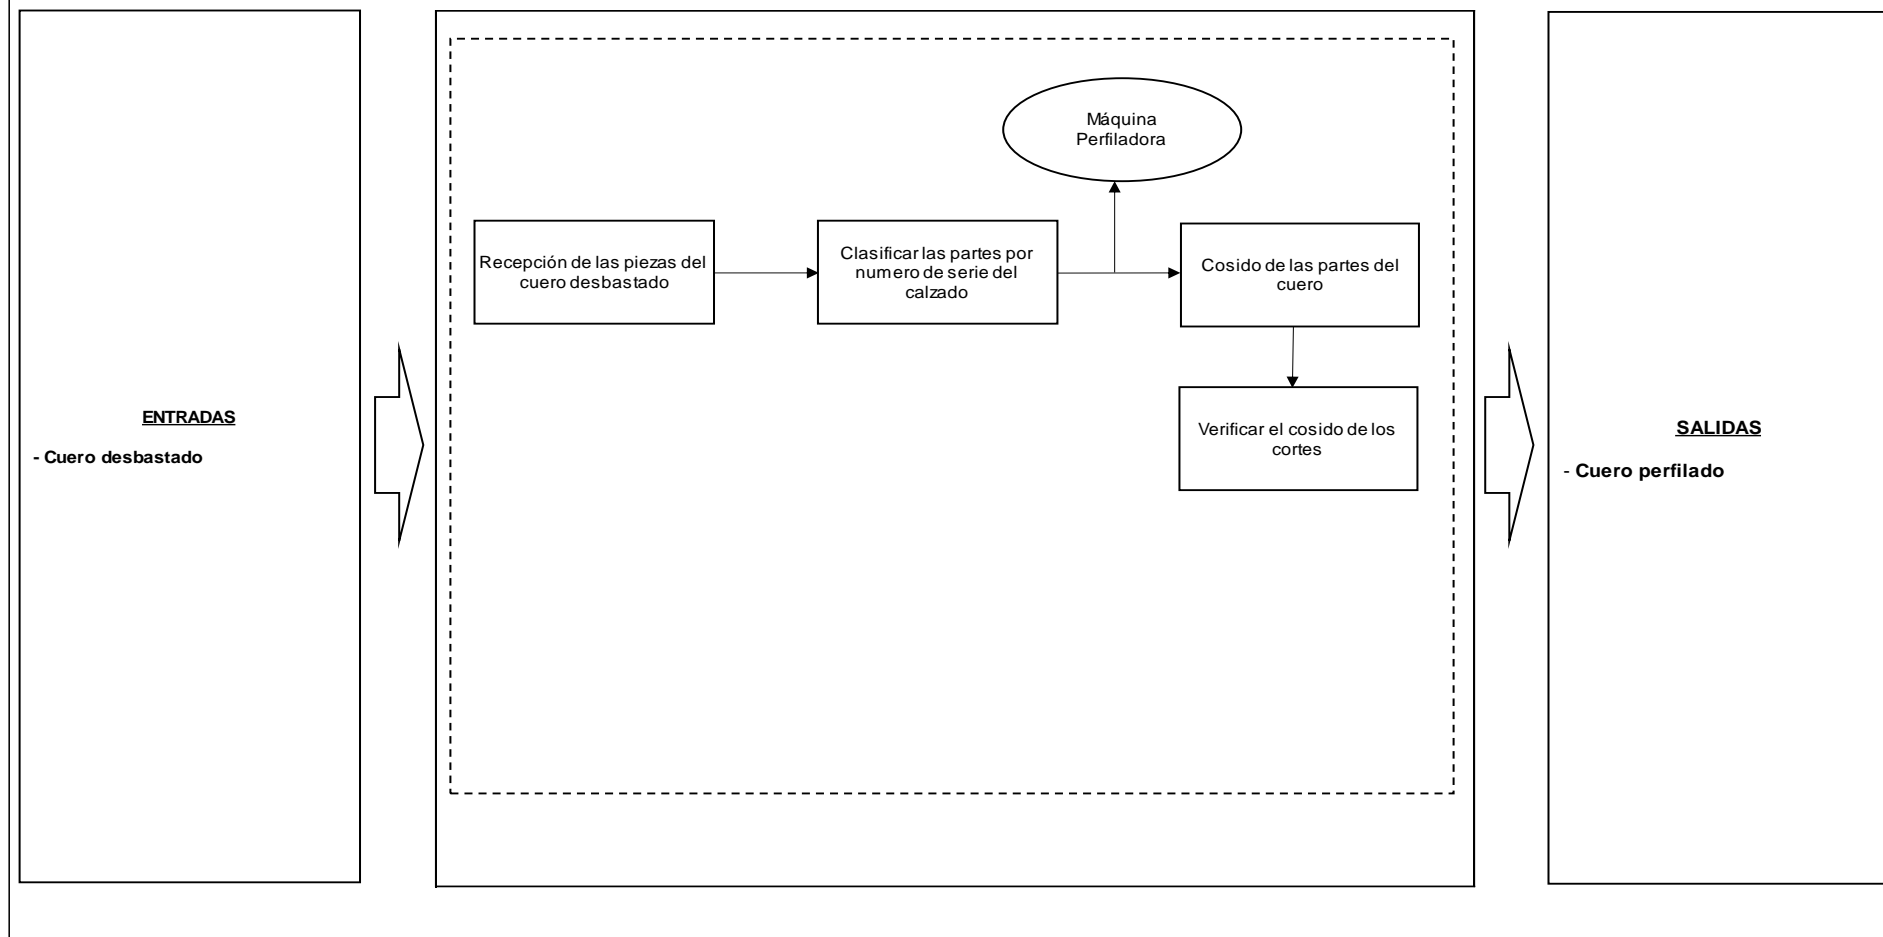 ENTRADAS
- Cuero desbastado
Máquina
Perfiladora
Recepción de las piezas del
cuero desbastado
Clasificar las partes por
numero de serie del
calzado
Cosido de las partes del
cuero
Verificar el cosido de los
cortes
SALIDAS
- Cuero perfilado